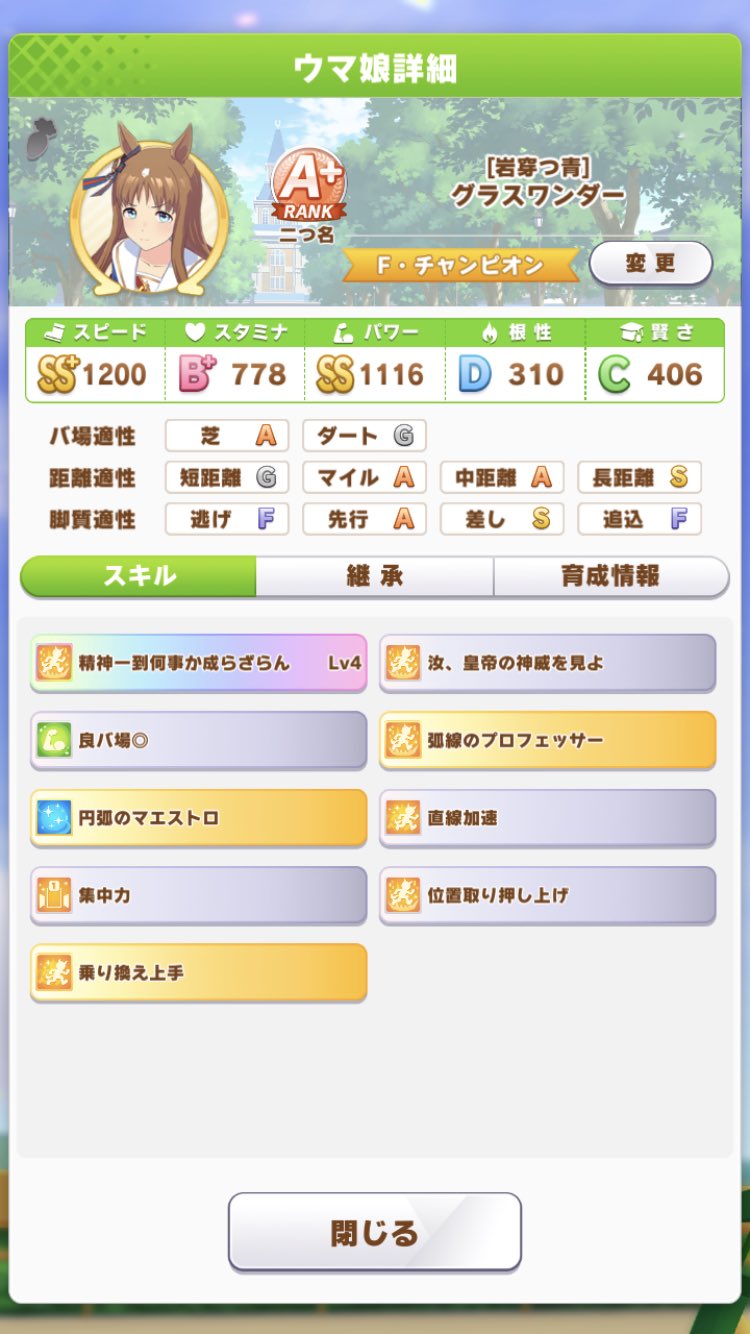 ウマ娘詳細
A+
RANK
二つ名
[岩穿つ青]
グラスワンダー
F・チャンピオン
変更
スピード スタミナ パワー 根性 賢さ
SS+ 1200 B+ 778 SS 1116 D 310 C 406
バ場適性 芝 A ダート G
距離適性 短距離 G マイル A 中距離 A 長距離 S
脚質適性 逃げ F 先行 A 差し S 追込 F
スキル 継承 育成情報
精神一到何事か成らざらん Lv4 汝、皇帝の神威を見よ
良バ場◎ 弧線のプロフェッサー
円弧のマエストロ 直線加速
集中力 位置取り押し上げ
乗り換え上手
閉じる